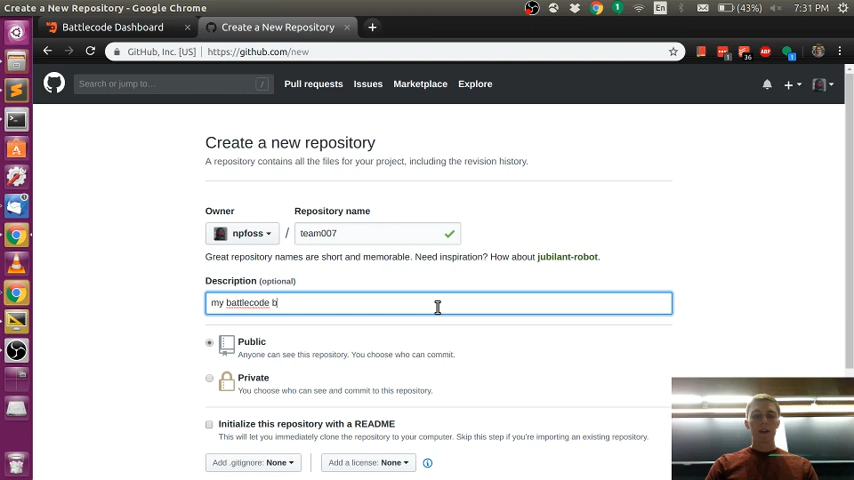 Create a New Repository - Google Chrome
En
(43%)
7:31 PM
Battlecode Dashboard
Create a New Repository
GitHub, Inc. [US]
https://github.com/new
36
1
Search or jump to...
/
Pull requests
Issues
Marketplace
Explore
Create a new repository
A repository contains all the files for your project, including the revision history.
Owner
Repository name
npfoss
/
team007
Great repository names are short and memorable. Need inspiration? How about jubilant-robot.
Description (optional)
my battlecode b
Public
Anyone can see this repository. You choose who can commit.
Private
You choose who can see and commit to this repository.
Initialize this repository with a README
This will let you immediately clone the repository to your computer. Skip this step if you're importing an existing repository.
Add .gitignore: None
Add a license: None